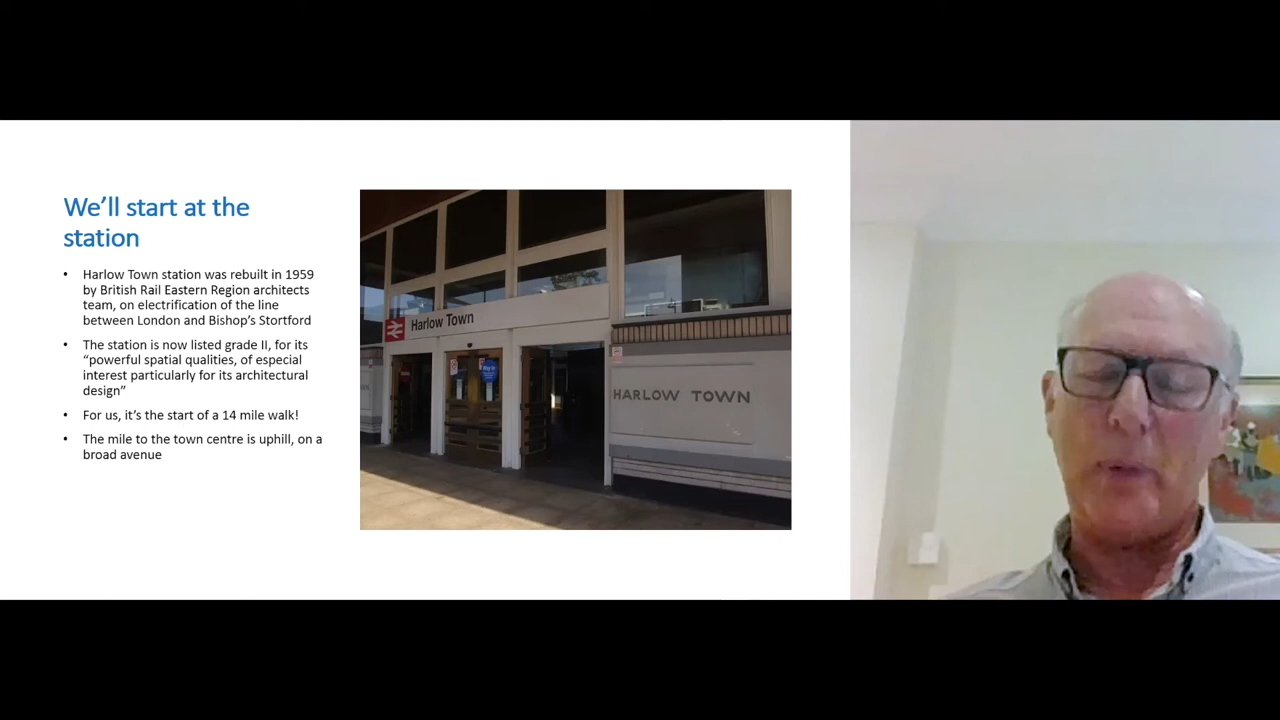 We’ll start at the
station
• Harlow Town station was rebuilt in 1959
by British Rail Eastern Region architects
team, on electrification of the line
between London and Bishop’s Stortford
• The station is now listed grade II, for its
“powerful spatial qualities, of especial
interest particularly for its architectural
design”
• For us, it’s the start of a 14 mile walk!
• The mile to the town centre is uphill, on a
broad avenue
Harlow Town
HARLOW TOWN